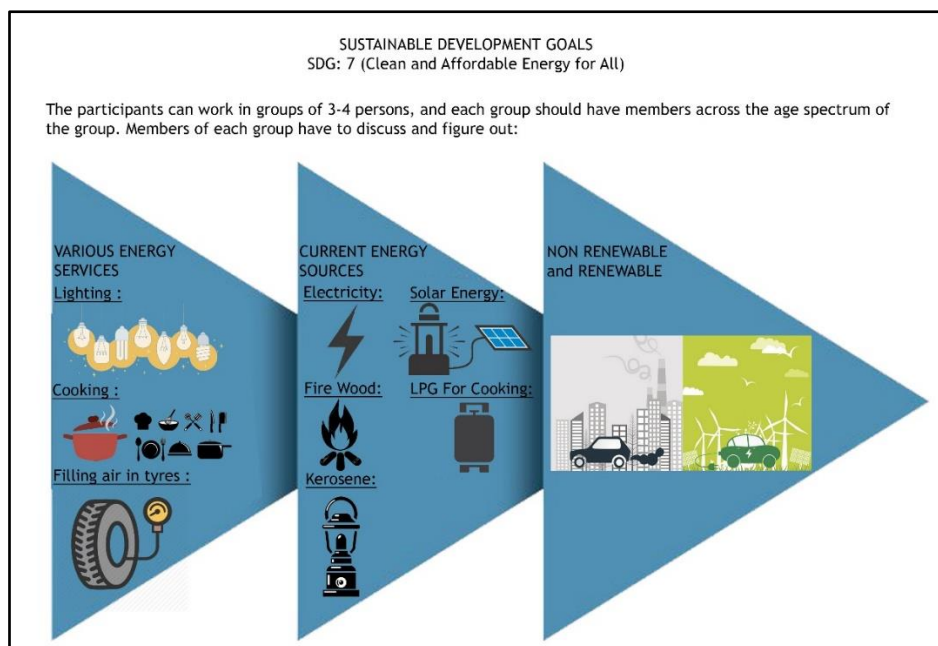 SUSTAINABLE DEVELOPMENT GOALS
SDG: 7 (Clean and Affordable Energy for All)
The participants can work in groups of 3-4 persons, and each group should have members across the age spectrum of
the group. Members of each group have to discuss and figure out:
VARIOUS ENERGY
SERVICES
Lighting :
Cooking :
Filling air in tyres :
CURRENT ENERGY
SOURCES
Electricity:
Solar Energy:
Fire Wood:
LPG For Cooking:
Kerosene:
NON RENEWABLE
and RENEWABLE